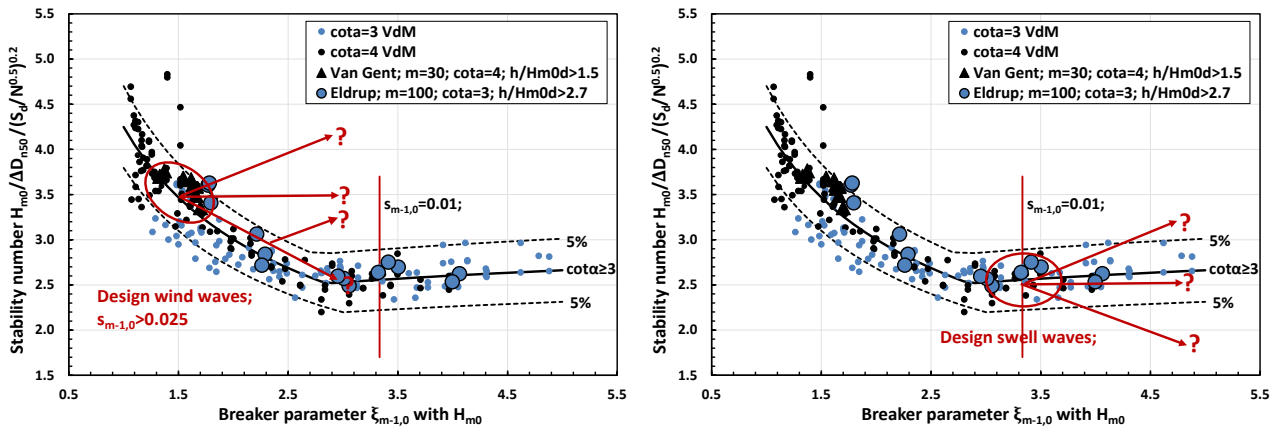 Stability number Hm0/ΔDn50/(Sd/N^0.5)^0.2
5.5
5.0
4.5
4.0
3.5
3.0
2.5
2.0
1.5
0.5
1.5
2.5
3.5
4.5
5.5
Breaker parameter ξm-1,0 with Hm0
cota=3 VdM
cota=4 VdM
Van Gent; m=30; cota=4; h/Hm0d>1.5
Eldrup; m=100; cota=3; h/Hm0d>2.7
?
?
?
sm-1,0=0.01;
5%
cotα≥3
5%
Design wind waves;
sm-1,0>0.025
Stability number Hm0/ΔDn50/(Sd/N^0.5)^0.2
5.5
5.0
4.5
4.0
3.5
3.0
2.5
2.0
1.5
0.5
1.5
2.5
3.5
4.5
5.5
Breaker parameter ξm-1,0 with Hm0
cota=3 VdM
cota=4 VdM
Van Gent; m=30; cota=4; h/Hm0d>1.5
Eldrup; m=100; cota=3; h/Hm0d>2.7
sm-1,0=0.01;
?
5%
cotα≥3
?
5%
Design swell waves;
?